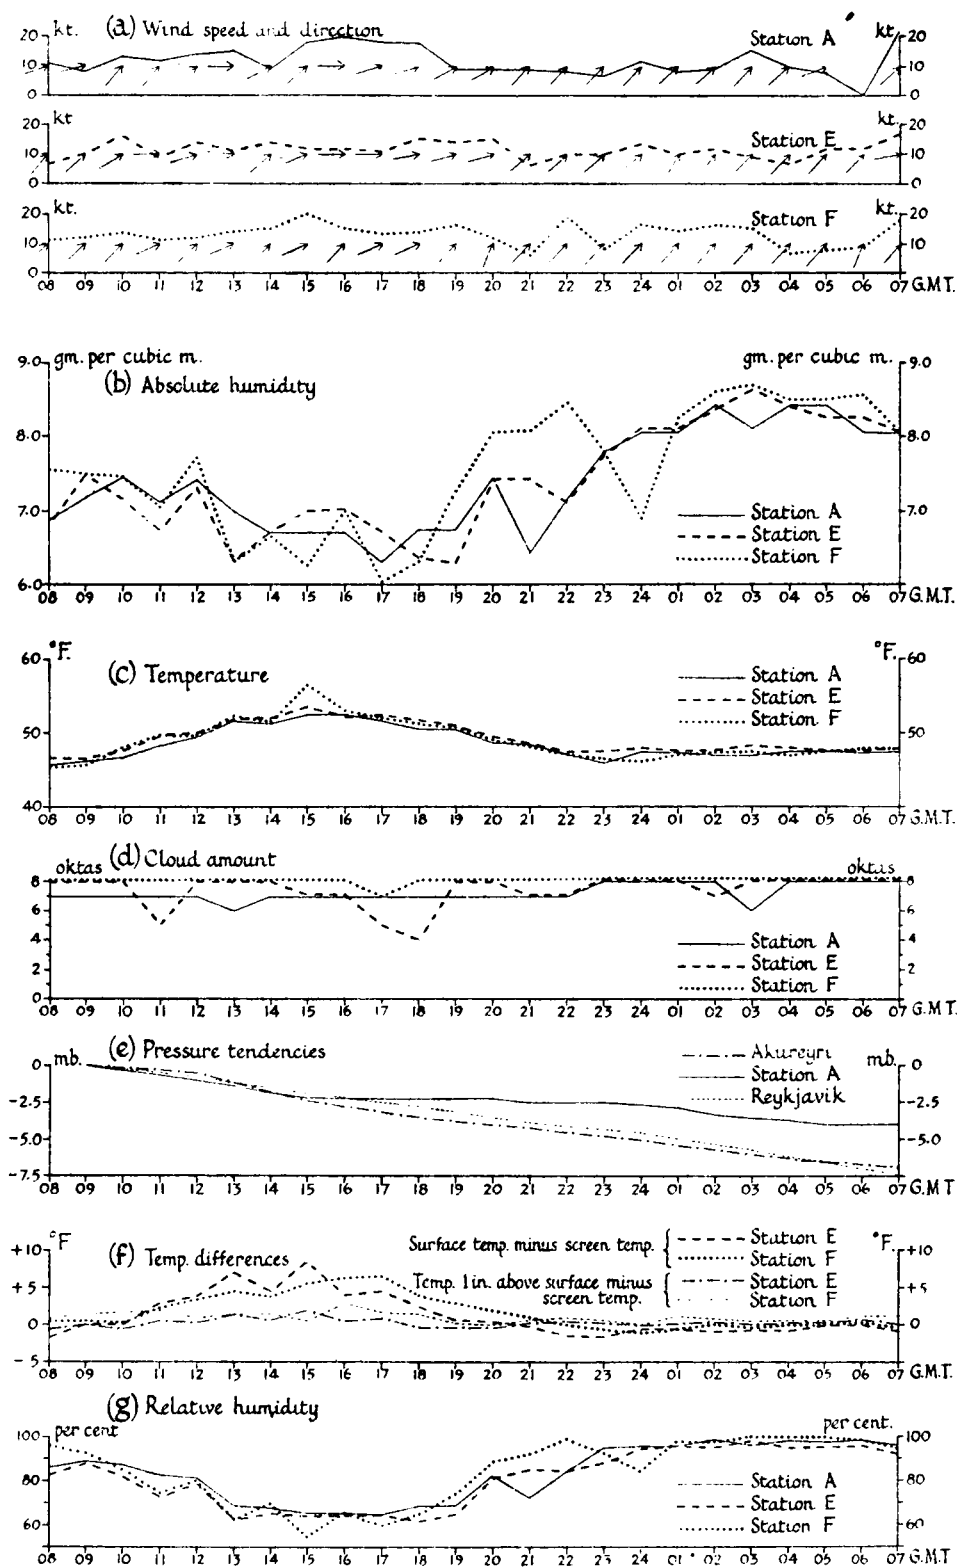 (a) Wind speed and direction
kt. Station A kt.
20 20
10 10
0 0
kt Station E kt.
20 20
10 10
0 0
kt. Station F kt.
20 20
10 10
0 0
08 09 10 11 12 13 14 15 16 17 18 19 20 21 22 23 24 01 02 03 04 05 06 07 G.M.T.
gm. per cubic m. gm. per cubic m.
(b) Absolute humidity
9.0 9.0
8.0 8.0
7.0 7.0
6.0
Station A
Station E
Station F
08 09 10 11 12 13 14 15 16 17 18 19 20 21 22 23 24 01 02 03 04 05 06 07 G.M.T.
°F. °F.
(c) Temperature
60 60
50 50
40
Station A
Station E
Station F
08 09 10 11 12 13 14 15 16 17 18 19 20 21 22 23 24 01 02 03 04 05 06 07 G.M.T.
(d) Cloud amount
oktas oktas
8 8
6 6
4 4
2 2
0 0
Station A
Station E
Station F
08 09 10 11 12 13 14 15 16 17 18 19 20 21 22 23 24 01 02 03 04 05 06 07 G.M T.
(e) Pressure tendencies
mb. mb.
0 0
-2.5 -2.5
-5.0 -5.0
-7.5 -7.5
Akureyri
Station A
Reykjavik
08 09 10 11 12 13 14 15 16 17 18 19 20 21 22 23 24 01 02 03 04 05 06 07 G.M T
°F °F.
(f) Temp. differences
+10 +10
+5 +5
0 0
-5 5
Surface temp. minus screen temp.
Station E
Station F
Temp. 1 in. above surface minus
screen temp.
Station E
Station F
08 09 10 11 12 13 14 15 16 17 18 19 20 21 22 23 24 01 02 03 04 05 06 07 G.M.T.
(g) Relative humidity
per cent per cent.
100 100
80 80
60 60
Station A
Station E
Station F
08 09 10 11 12 13 14 15 16 17 18 19 20 21 22 23 24 01 02 03 04 05 06 07 G.M.T